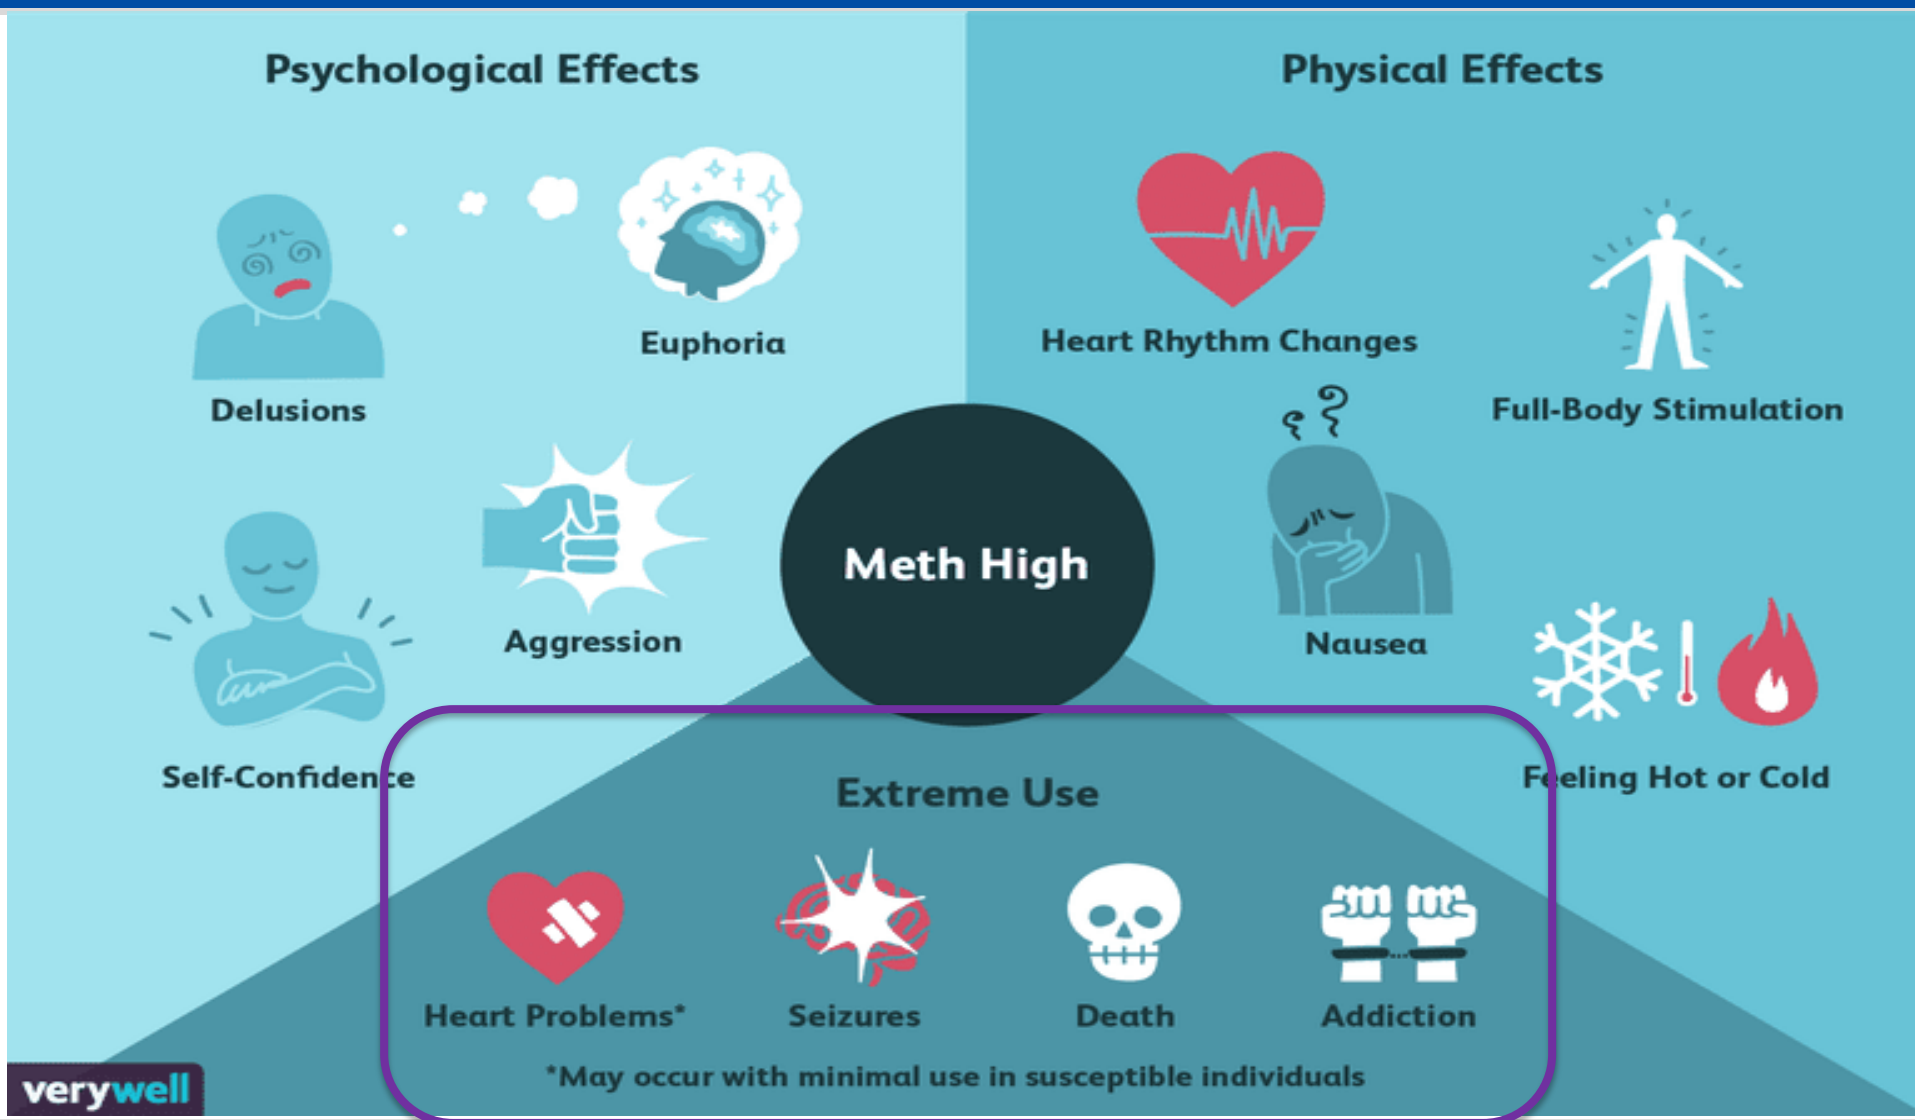 Psychological Effects
Delusions
Euphoria
Aggression
Self-Confidence
Physical Effects
Heart Rhythm Changes
Full-Body Stimulation
Nausea
Feeling Hot or Cold
Meth High
Extreme Use
Heart Problems*
Seizures
Death
Addiction
*May occur with minimal use in susceptible individuals
verywell